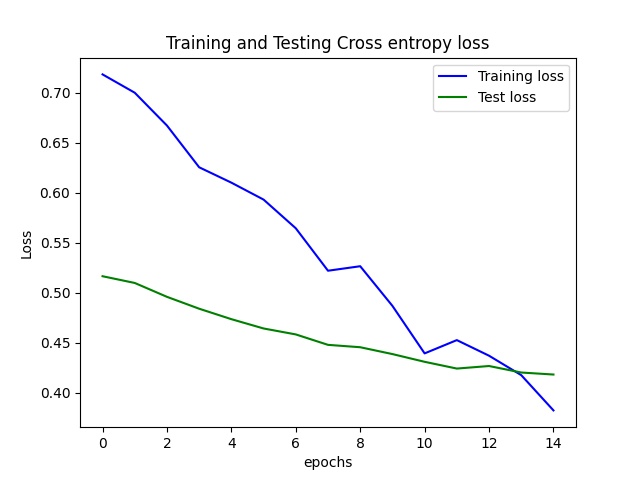 Training and Testing Cross entropy loss
Training loss
Test loss
0.70
0.65
0.60
0.55
0.50
0.45
0.40
Loss
0 2 4 6 8 10 12 14
epochs